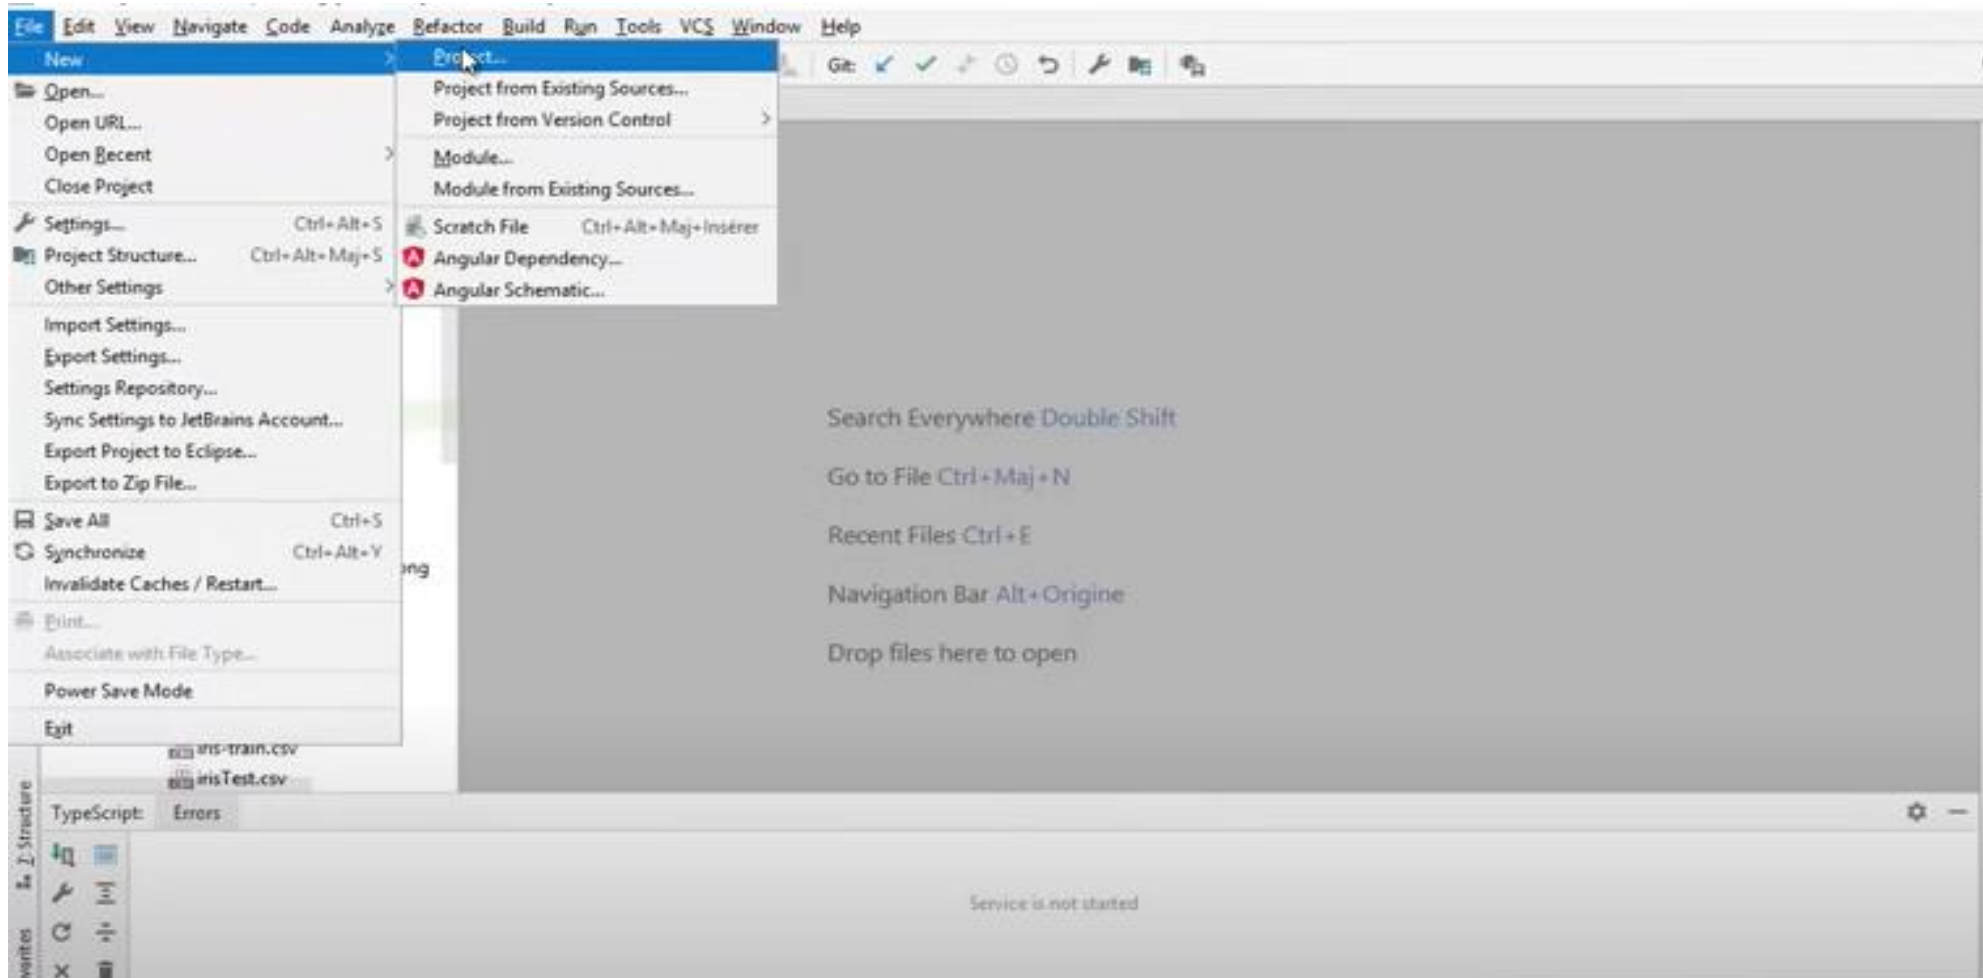 File Edit View Navigate Code Analyze Refactor Build Run Tools VCS Window Help
New
Open...
Open URL...
Open Recent
Close Project
Settings... Ctrl+Alt+S
Project Structure... Ctrl+Alt+Maj+S
Other Settings
Import Settings...
Export Settings...
Settings Repository...
Sync Settings to JetBrains Account...
Export Project to Eclipse...
Export to Zip File...
Save All Ctrl+S
Synchronize Ctrl+Alt+Y
Invalidate Caches / Restart...
Print...
Associate with File Type...
Power Save Mode
Exit
Project...
Project from Existing Sources...
Project from Version Control
Module...
Module from Existing Sources...
Scratch File Ctrl+Alt+Maj+Insérer
Angular Dependency...
Angular Schematic...
Git:
Search Everywhere Double Shift
Go to File Ctrl+Maj+N
Recent Files Ctrl+E
Navigation Bar Alt+Origine
Drop files here to open
iris-train.csv
irisTest.csv
TypeScript: Errors
Service is not started
Z: Structure